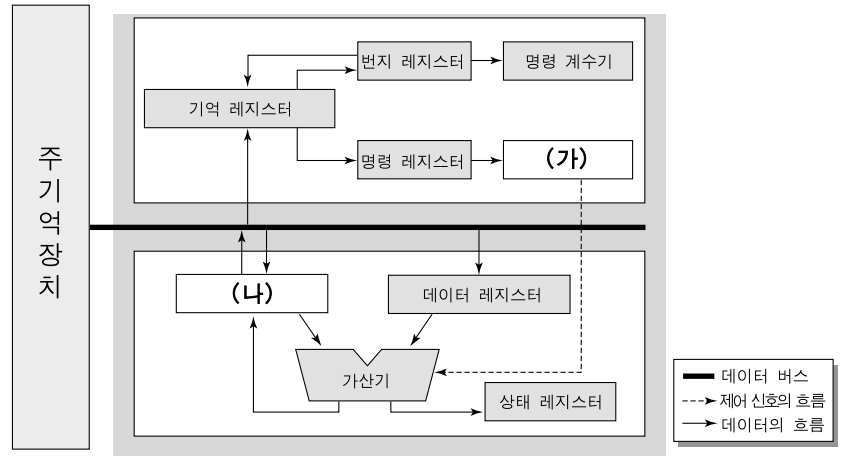 주기억장치
번지 레지스터
명령 계수기
기억 레지스터
명령 레지스터
(가)
(나)
데이터 레지스터
가산기
상태 레지스터
데이터 버스
제어 신호의 흐름
데이터의 흐름